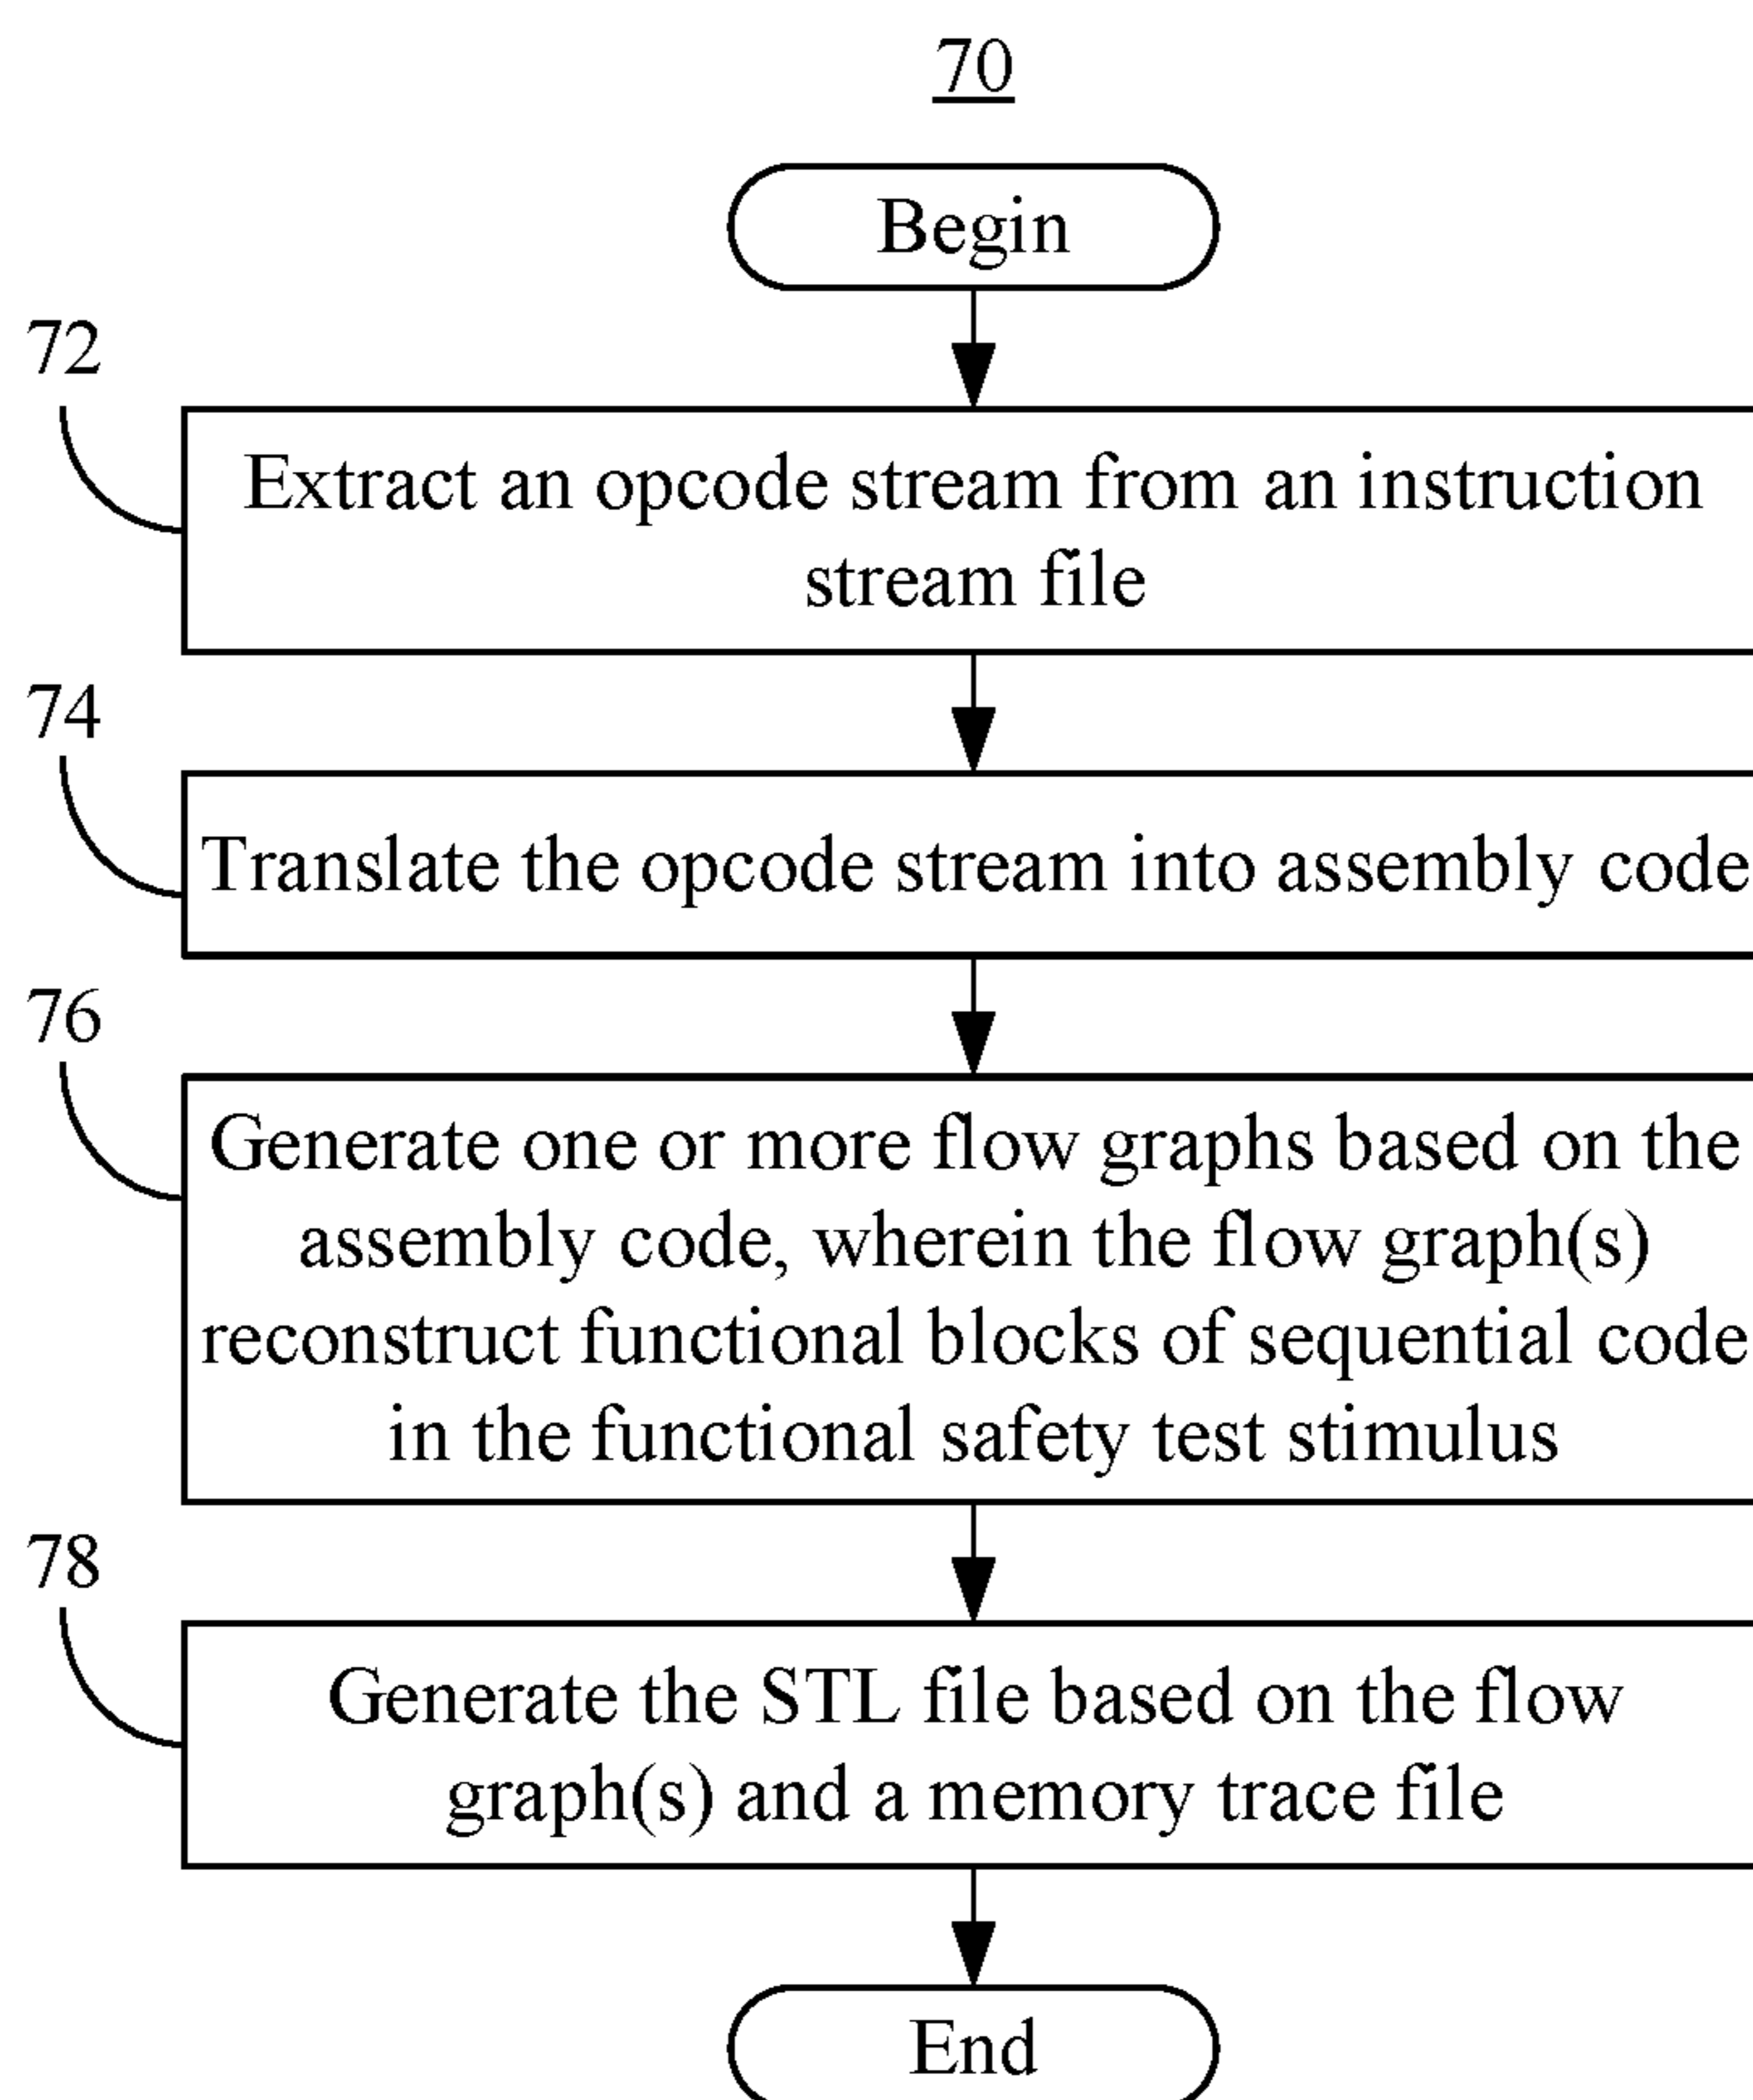 70
Begin
72
Extract an opcode stream from an instruction
stream file
74
Translate the opcode stream into assembly code
76
Generate one or more flow graphs based on the
assembly code, wherein the flow graph(s)
reconstruct functional blocks of sequential code
in the functional safety test stimulus
78
Generate the STL file based on the flow
graph(s) and a memory trace file
End